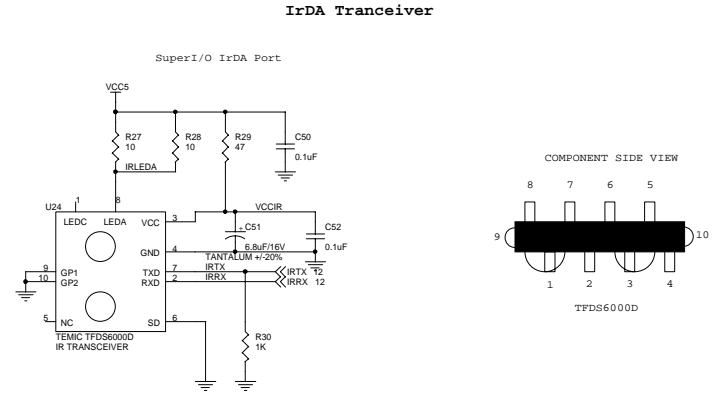 IrDA Tranceiver
SuperI/O IrDA Port
VCC5
R27
10
R28
10
R29
47
C50
0.1uF
IRLEDA
1
8
U24
LEDC
LEDA
VCC
3
VCCIR
C51
+
6.8uF/16V
TANTALUM +/-20%
C52
0.1uF
GND
4
9
GP1
10
GP2
TXD
7
IRTX
IRTX 12
RXD
2
IRRX
IRRX 12
5
NC
SD
6
TEMIC TFDS6000D
IR TRANSCEIVER
R30
1K
COMPONENT SIDE VIEW
8 7 6 5
9 10
1 2 3 4
TFDS6000D